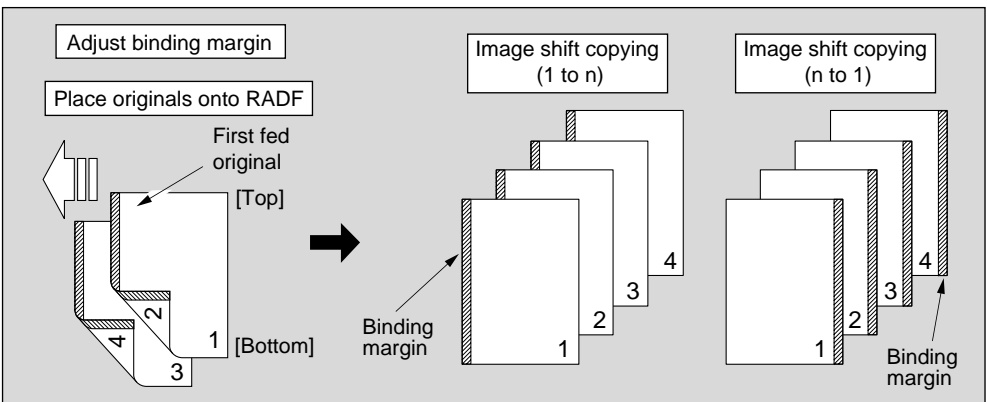 Adjust binding margin
Place originals onto RADF
First fed
original
[Top]
2
4
1
[Bottom]
3
Image shift copying
(1 to n)
4
3
2
1
Binding
margin
Image shift copying
(n to 1)
4
3
2
1
Binding
margin